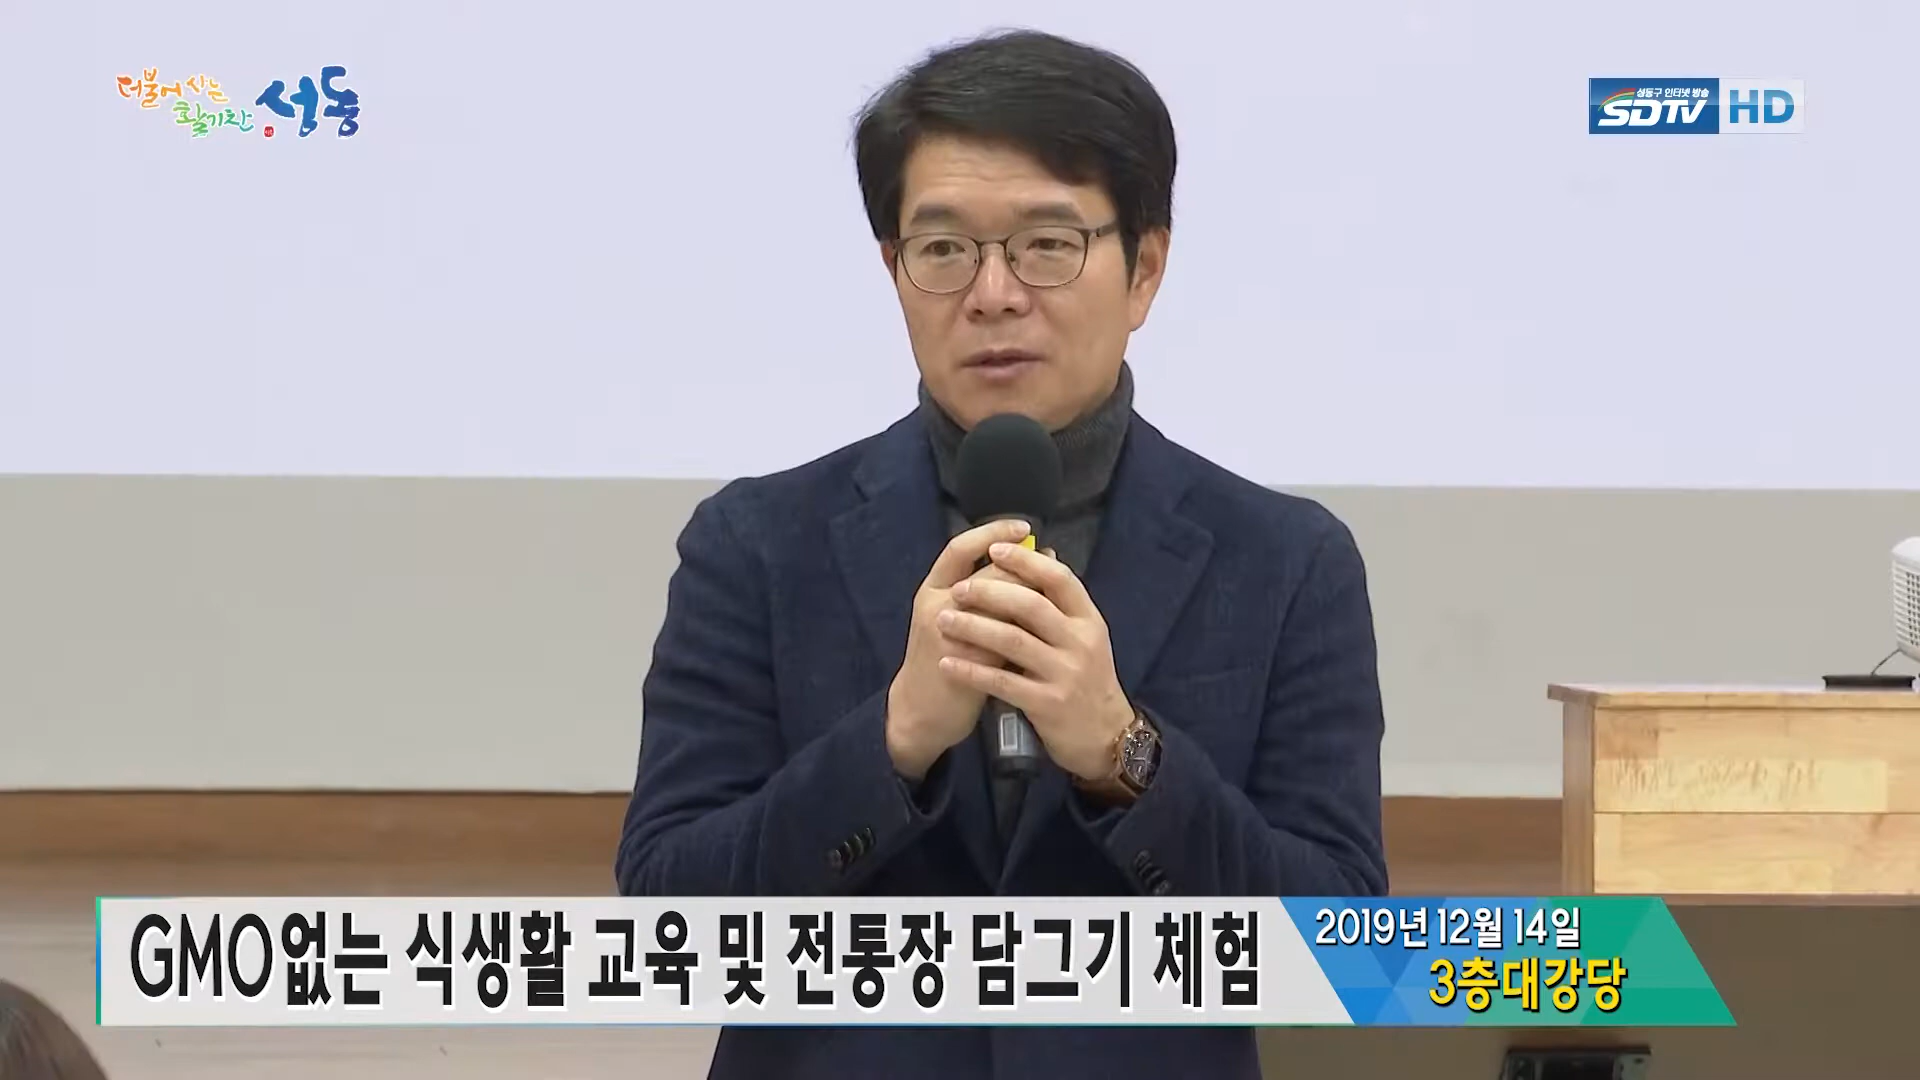 더불어 사는
활기찬 성동
성동구 인터넷 방송
SDTV HD
GMO없는 식생활 교육 및 전통장 담그기 체험
2019년 12월 14일
3층대강당